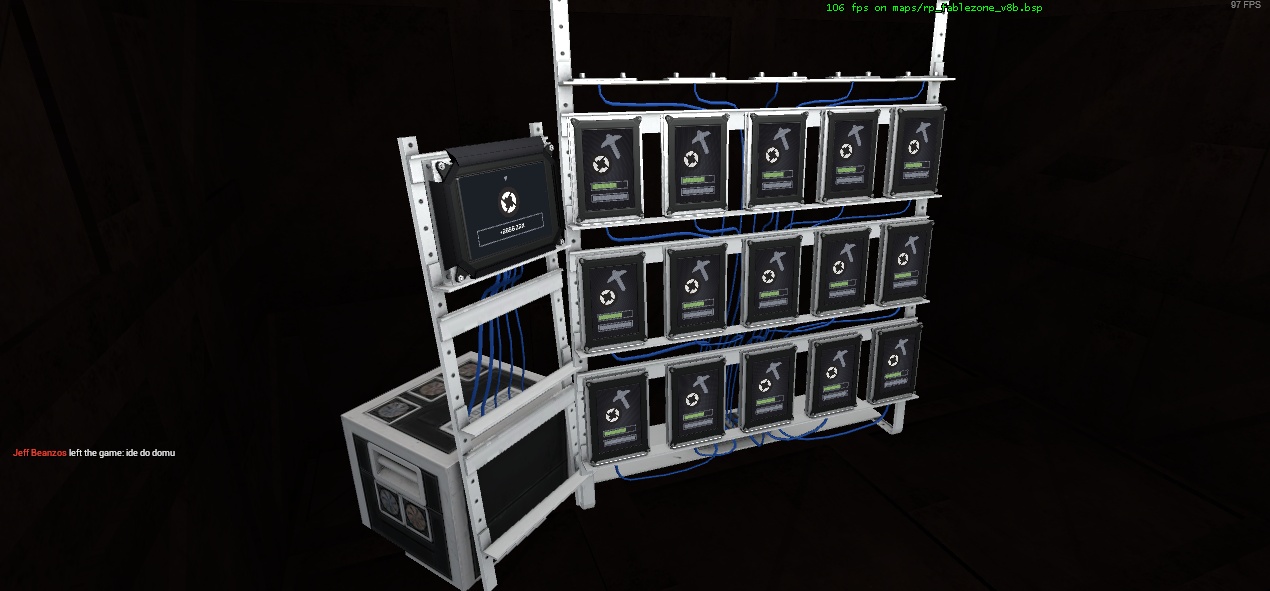 106 fps on maps/rp_fablezone_v8b.bsp
97 FPS
Jeff Beanzos left the game: ide do domu